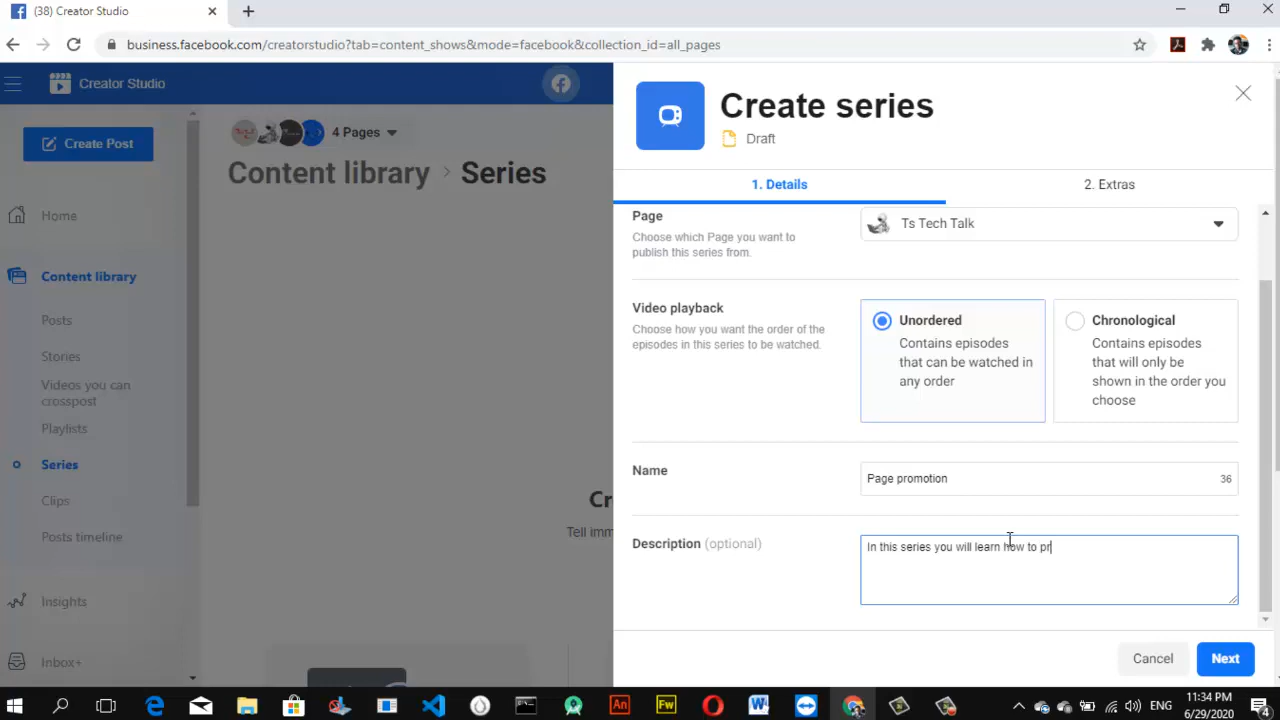 (38) Creator Studio
business.facebook.com/creatorstudio?tab=content_shows&mode=facebook&collection_id=all_pages
Creator Studio
Create Post
Home
Content library
Posts
Stories
Videos you can
crosspost
Playlists
Series
Clips
Posts timeline
Insights
Inbox+
4 Pages
Content library > Series
Cr
Tell imm
Create series
Draft
1. Details
2. Extras
Page
Choose which Page you want to
publish this series from.
Ts Tech Talk
Video playback
Choose how you want the order of the
episodes in this series to be watched.
Unordered
Contains episodes
that can be watched in
any order
Chronological
Contains episodes
that will only be
shown in the order you
choose
Name
Page promotion
36
Description (optional)
In this series you will learn how to pr
Cancel
Next
An
Fw
W
ENG
11:34 PM
6/29/2020
4